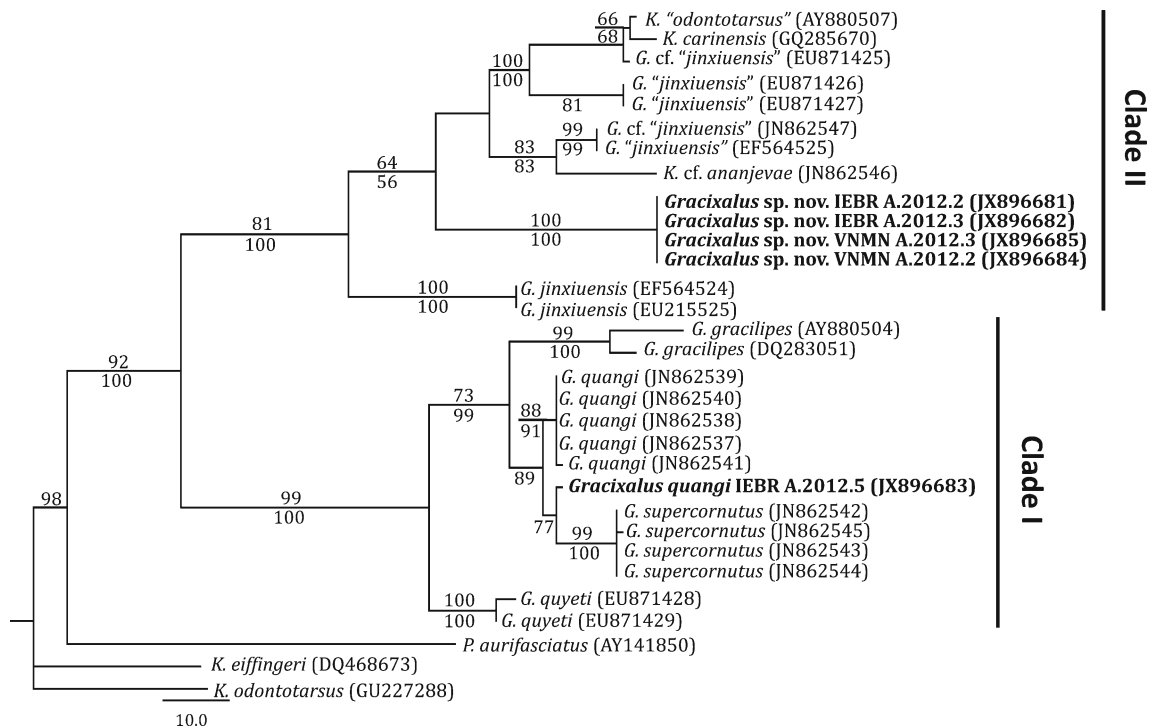 66
K. “odontotarsus” (AY880507)
68
K. carinensis (GQ285670)
G. cf. “jinxiuensis” (EU871425)
100
100
G. “jinxiuensis” (EU871426)
81
G. “jinxiuensis” (EU871427)
99
G. cf. “jinxiuensis” (JN862547)
99
G. “jinxiuensis” (EF564525)
83
83
K. cf. ananjevae (JN862546)
64
56
Gracixalus sp. nov. IEBR A.2012.2 (JX896681)
Gracixalus sp. nov. IEBR A.2012.3 (JX896682)
100
100
Gracixalus sp. nov. VNMN A.2012.3 (JX896685)
Gracixalus sp. nov. VNMN A.2012.2 (JX896684)
81
100
100
G. jinxiuensis (EF564524)
100
G. jinxiuensis (EU215525)
Clade II
99
G. gracilipes (AY880504)
100
G. gracilipes (DQ283051)
92
100
73
99
G. quangi (JN862539)
G. quangi (JN862540)
88
91
G. quangi (JN862538)
G. quangi (JN862537)
G. quangi (JN862541)
89
Gracixalus quangi IEBR A.2012.5 (JX896683)
77
G. supercornutus (JN862542)
99
G. supercornutus (JN862545)
100
G. supercornutus (JN862543)
G. supercornutus (JN862544)
98
99
100
100
G. quyeti (EU871428)
100
G. quyeti (EU871429)
Clade I
P. aurifasciatus (AY141850)
K. eiffingeri (DQ468673)
K. odontotarsus (GU227288)
10.0